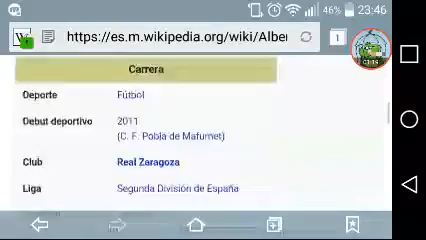 46% 23:46
W https://es.m.wikipedia.org/wiki/Alber 1
Carrera
Deporte Fútbol
Debut deportivo 2011
(C. F. Pobla de Mafumet)
Club Real Zaragoza
Liga Segunda División de España